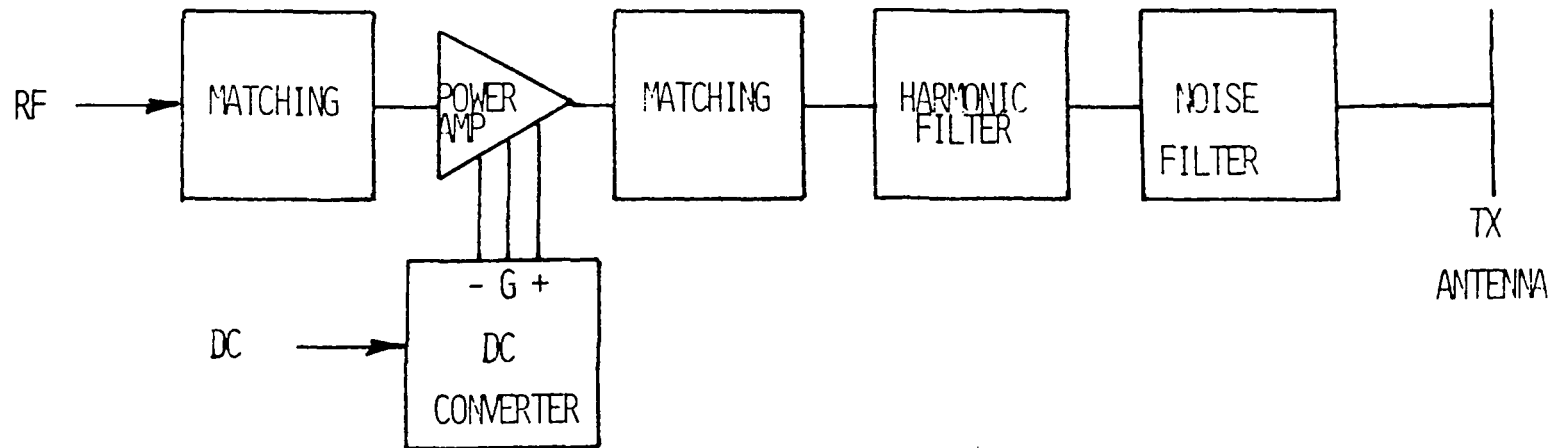 RF
MATCHING
POWER
AMP
MATCHING
HARMONIC
FILTER
NOISE
FILTER
TX
ANTENNA
- G +
DC
DC
CONVERTER